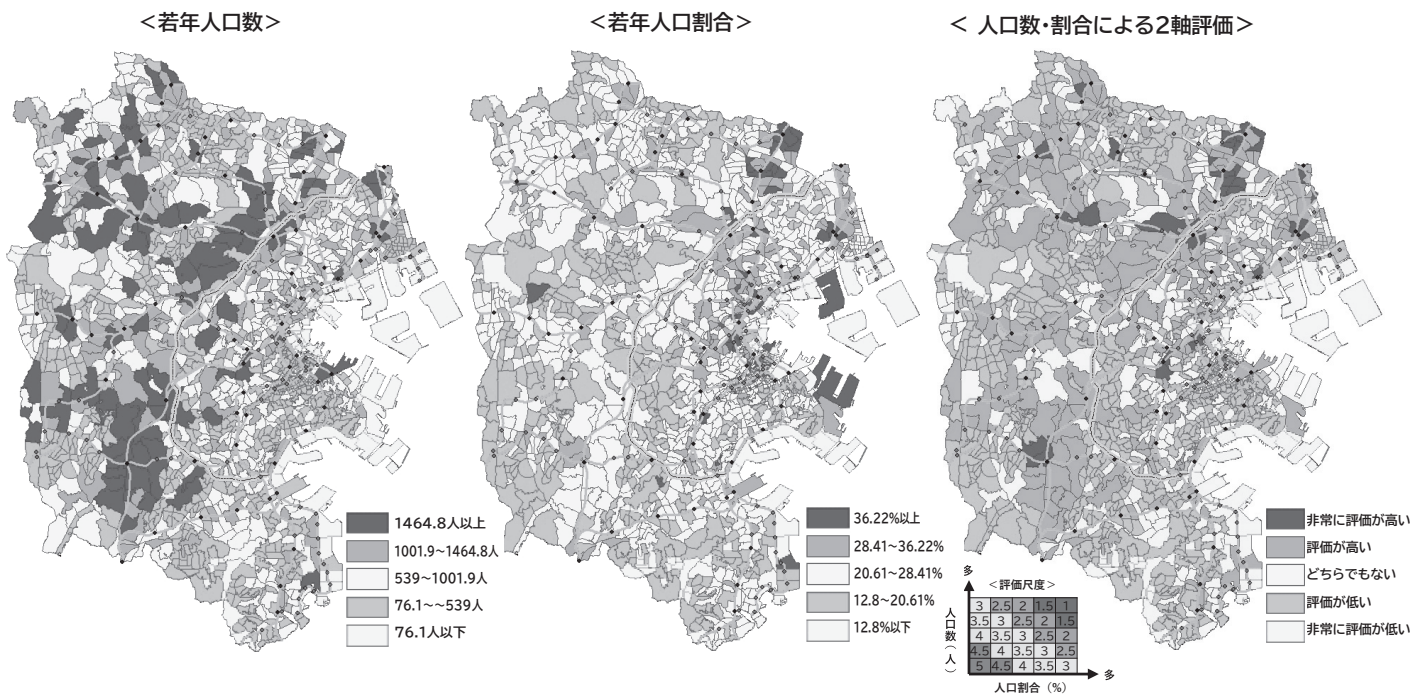 ＜若年人口数＞
＜若年人口割合＞
＜ 人口数・割合による2軸評価＞
1464.8人以上
1001.9～1464.8人
539～1001.9人
76.1～～539人
76.1人以下
36.22%以上
28.41～36.22%
20.61～28.41%
12.8～20.61%
12.8%以下
非常に評価が高い
評価が高い
どちらでもない
評価が低い
非常に評価が低い
多
＜評価尺度＞
人口数（人）
3 2.5 2 1.5 1
3.5 3 2.5 2 1.5
4 3.5 3 2.5 2
4.5 4 3.5 3 2.5
5 4.5 4 3.5 3
多
人口割合（%）